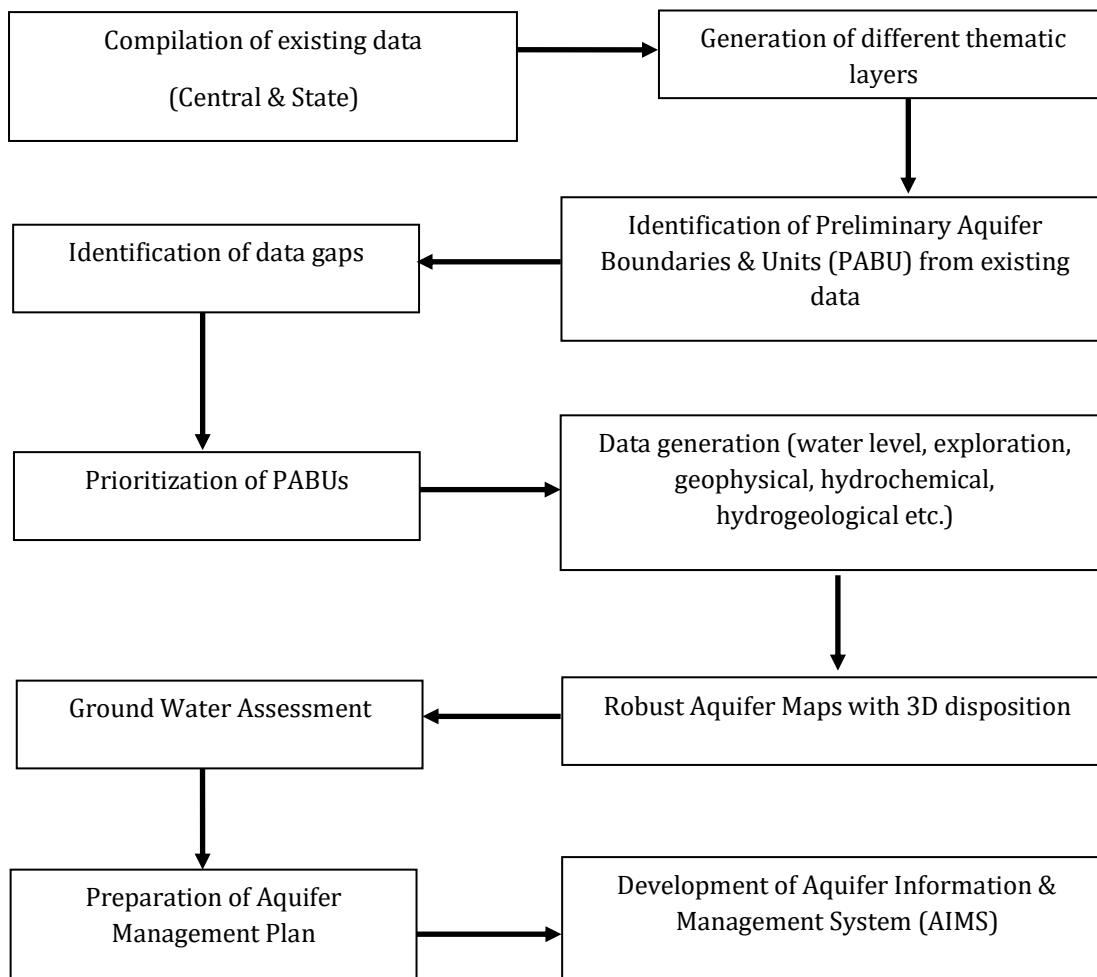 Compilation of existing data
(Central & State)
Generation of different thematic
layers
Identification of Preliminary Aquifer
Boundaries & Units (PABU) from existing
data
Identification of data gaps
Prioritization of PABUs
Data generation (water level, exploration,
geophysical, hydrochemical,
hydrogeological etc.)
Robust Aquifer Maps with 3D disposition
Ground Water Assessment
Preparation of Aquifer
Management Plan
Development of Aquifer Information &
Management System (AIMS)